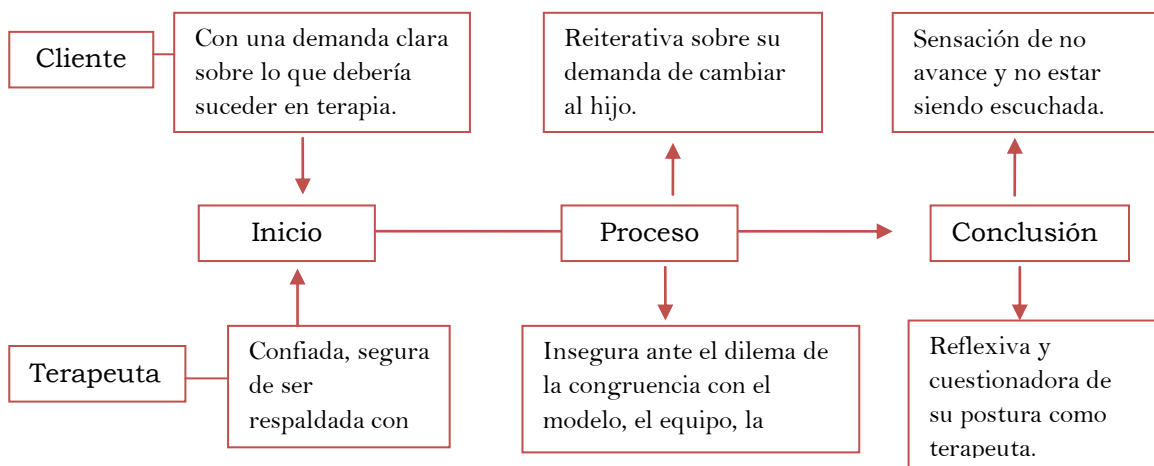 Cliente
Con una demanda clara
sobre lo que debería
suceder en terapia.
Reiterativa sobre su
demanda de cambiar
al hijo.
Sensación de no
avance y no estar
siendo escuchada.
Inicio
Proceso
Conclusión
Terapeuta
Confiada, segura
de ser
respaldada con
Insegura ante el dilema de
la congruencia con el
modelo, el equipo, la
Reflexiva y
cuestionadora de
su postura como
terapeuta.